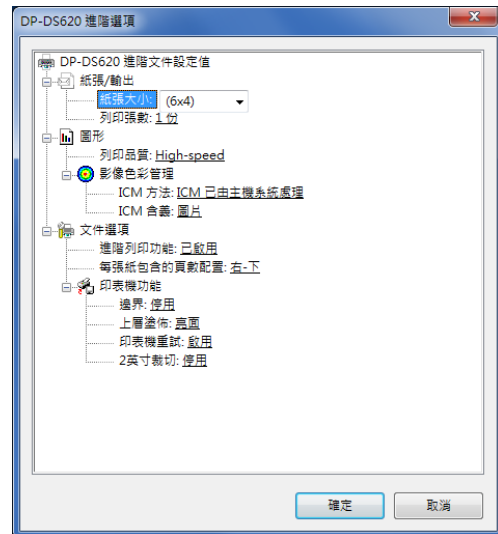 DP-DS620 進階選項
DP-DS620 進階文件設定值
紙張/輸出
紙張大小: (6x4)
列印張數: 1 份
圖形
列印品質: High-speed
影像色彩管理
ICM 方法: ICM 已由主機系統處理
ICM 含義: 圖片
文件選項
進階列印功能: 已啟用
每張紙包含的頁數配置: 右-下
印表機功能
邊界: 停用
上層塗佈: 亮面
印表機重試: 啟用
2英寸裁切: 停用
確定
取消